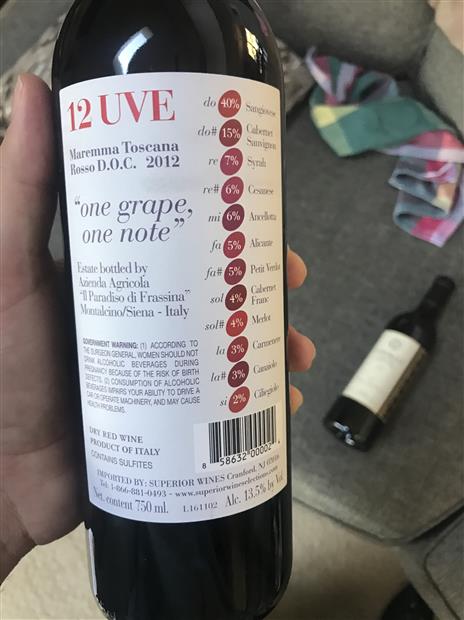 12 UVE
Maremma Toscana
Rosso D.O.C. 2012
"one grape,
one note"
Estate bottled by
Azienda Agricola
"Il Paradiso di Frassina"
Montalcino/Siena - Italy
GOVERNMENT WARNING: (1) ACCORDING TO
THE SURGEON GENERAL, WOMEN SHOULD NOT
DRINK ALCOHOLIC BEVERAGES DURING
PREGNANCY BECAUSE OF THE RISK OF BIRTH
DEFECTS. (2) CONSUMPTION OF ALCOHOLIC
BEVERAGES IMPAIRS YOUR ABILITY TO DRIVE A
CAR OR OPERATE MACHINERY, AND MAY CAUSE
HEALTH PROBLEMS.
DRY RED WINE
PRODUCT OF ITALY
CONTAINS SULFITES
do 40% Sangiovese
do# 15% Cabernet
Sauvignon
re 7% Syrah
re# 6% Cesanese
mi 6% Ancellotta
fa 5% Alicante
fa# 5% Petit Verdot
sol 4% Cabernet
Franc
sol# 4% Merlot
la 3% Carmenere
la# 3% Canaiolo
si 2% Ciliegiolo
8 58632 00002 4
IMPORTED BY: SUPERIOR WINES Cranford, NJ 07016
Tel: 1-866-881-0493 - www.superiorwineselections.com
Net. content 750 ml. L161102 Alc. 13.5% by Vol.